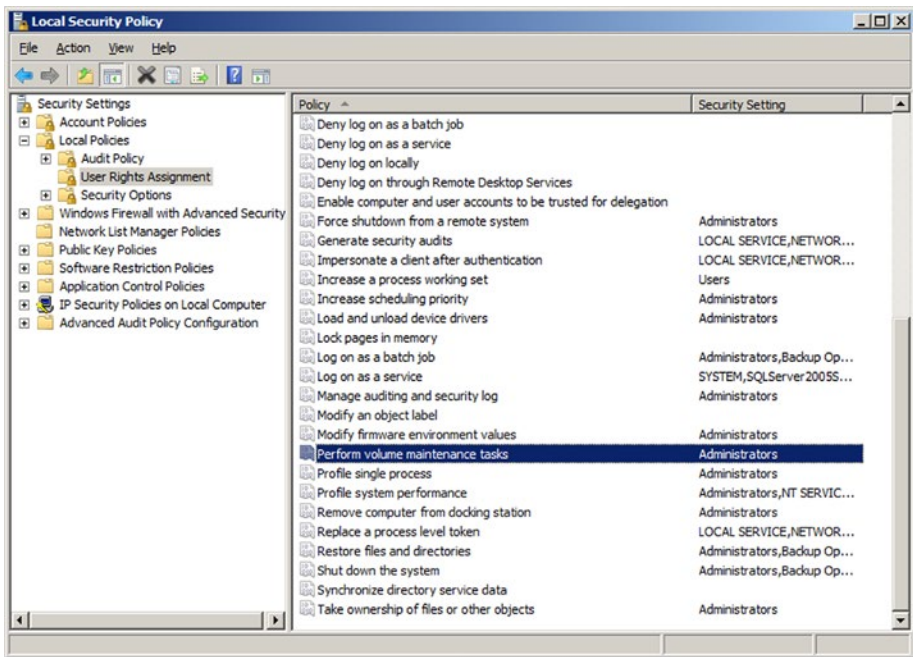 Local Security Policy
File Action View Help
Security Settings
Account Policies
Local Policies
Audit Policy
User Rights Assignment
Security Options
Windows Firewall with Advanced Security
Network List Manager Policies
Public Key Policies
Software Restriction Policies
Application Control Policies
IP Security Policies on Local Computer
Advanced Audit Policy Configuration
Policy Security Setting
Deny log on as a batch job
Deny log on as a service
Deny log on locally
Deny log on through Remote Desktop Services
Enable computer and user accounts to be trusted for delegation
Force shutdown from a remote system Administrators
Generate security audits LOCAL SERVICE,NETWOR...
Impersonate a client after authentication LOCAL SERVICE,NETWOR...
Increase a process working set Users
Increase scheduling priority Administrators
Load and unload device drivers Administrators
Lock pages in memory
Log on as a batch job Administrators,Backup Op...
Log on as a service SYSTEM,SQLServer2005S...
Manage auditing and security log Administrators
Modify an object label
Modify firmware environment values Administrators
Perform volume maintenance tasks Administrators
Profile single process Administrators
Profile system performance Administrators,NT SERVIC...
Remove computer from docking station Administrators
Replace a process level token LOCAL SERVICE,NETWOR...
Restore files and directories Administrators,Backup Op...
Shut down the system Administrators,Backup Op...
Synchronize directory service data
Take ownership of files or other objects Administrators